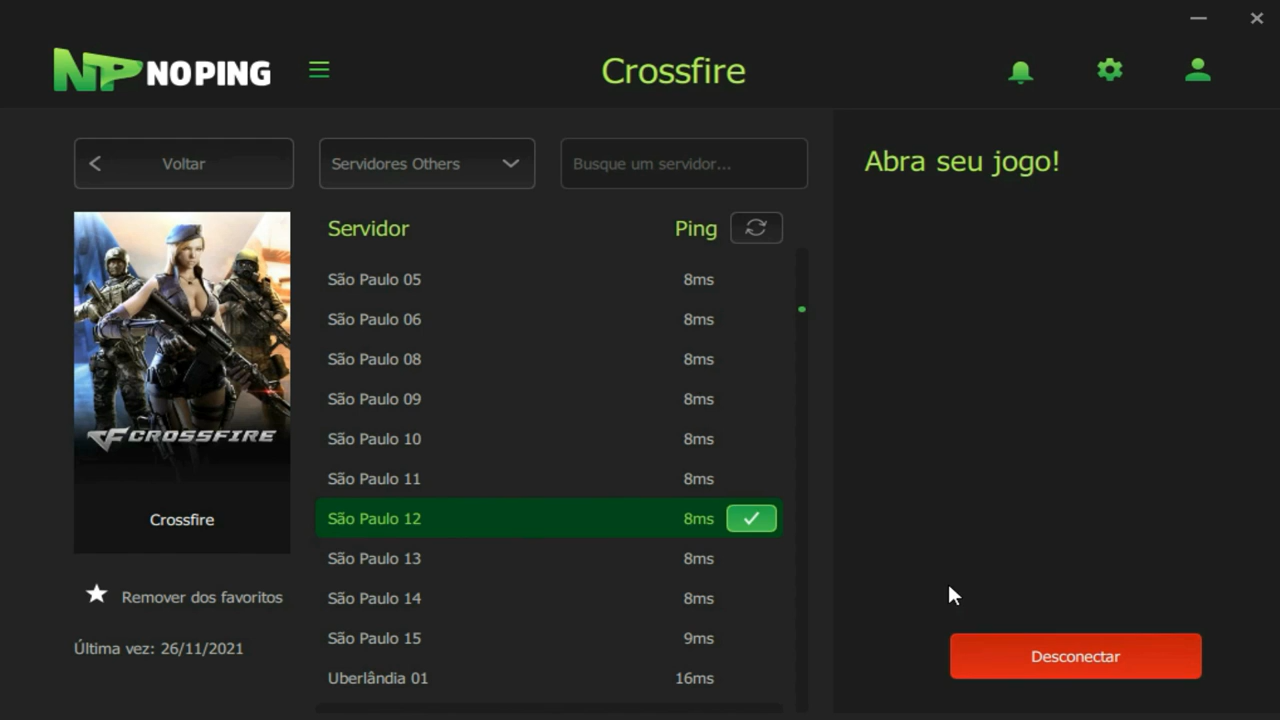 NP NOPING
Crossfire
Voltar
Servidores Others
Busque um servidor...
Abra seu jogo!
Servidor Ping
São Paulo 05 8ms
São Paulo 06 8ms
São Paulo 08 8ms
São Paulo 09 8ms
São Paulo 10 8ms
São Paulo 11 8ms
São Paulo 12 8ms
São Paulo 13 8ms
São Paulo 14 8ms
São Paulo 15 9ms
Uberlândia 01 16ms
CF CROSSFIRE
Crossfire
Remover dos favoritos
Última vez: 26/11/2021
Desconectar